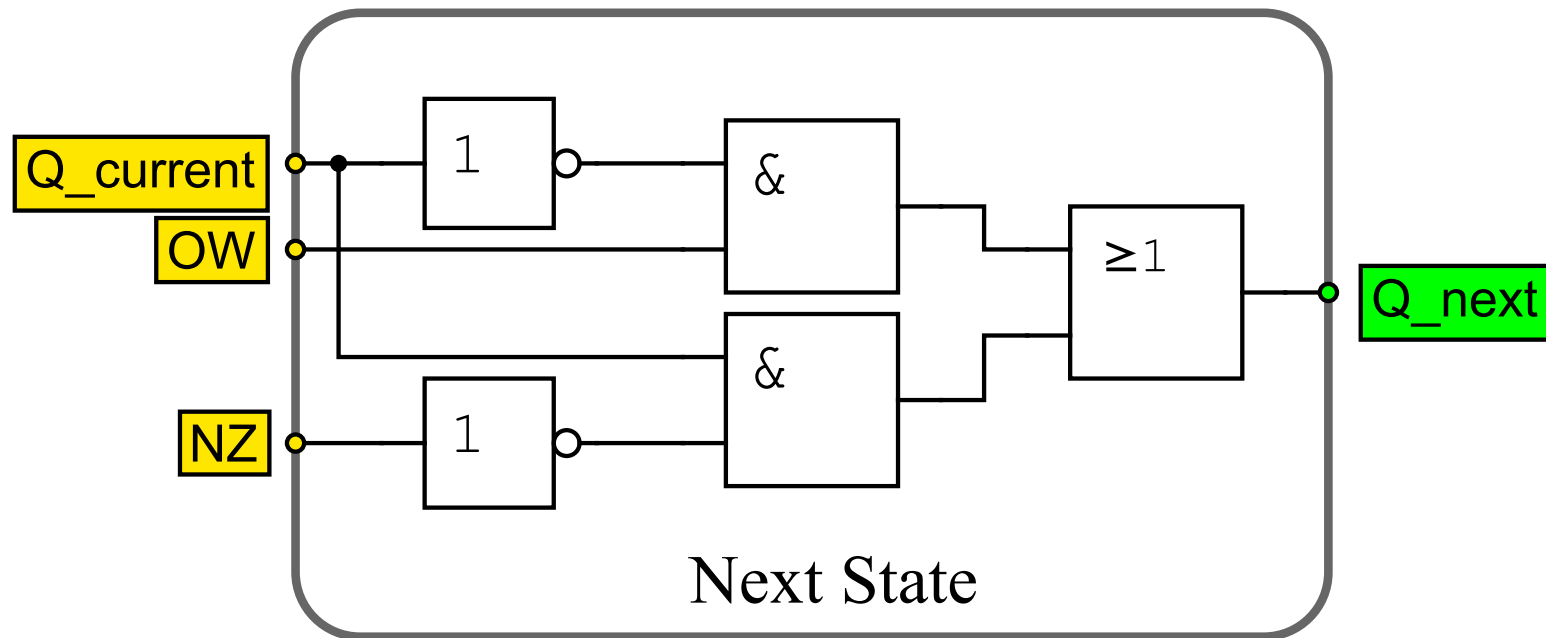 Q_current
OW
NZ
1
1
&
&
≥1
Q_next
Next State